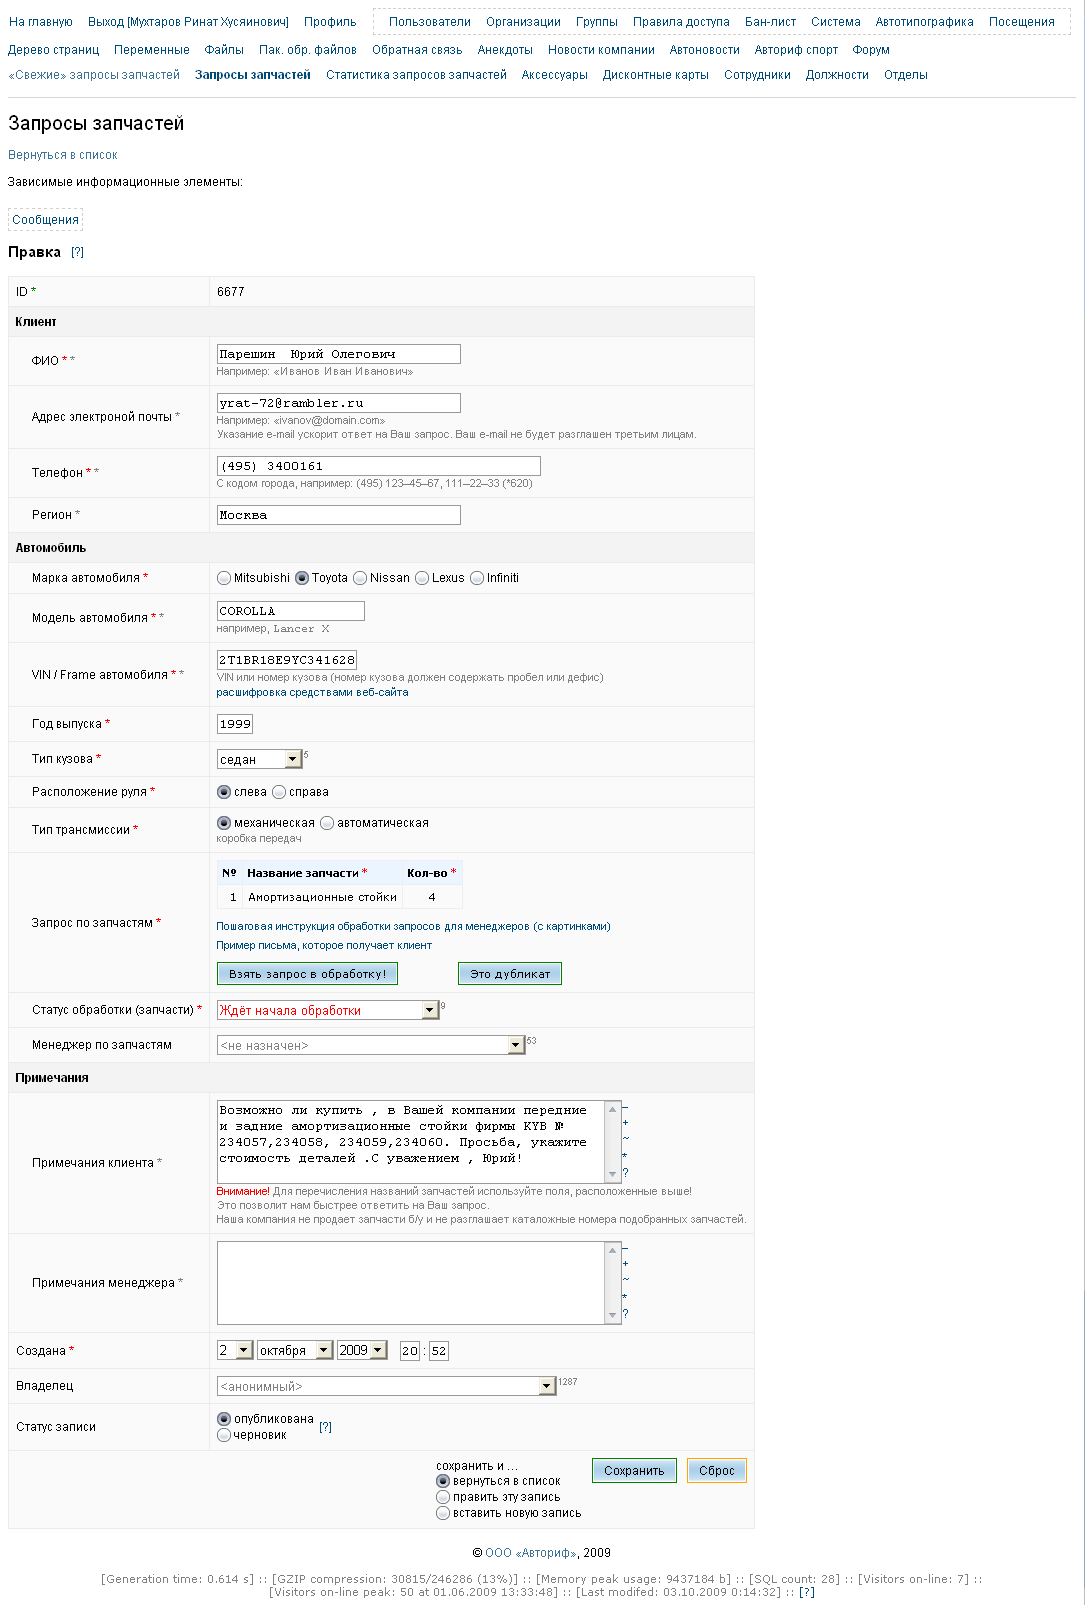 На главную Выход [Мухтаров Ринат Хусяинович] Профиль Пользователи Организации Группы Правила доступа Бан-лист Система Автотипографика Посещения
Дерево страниц Переменные Файлы Пак. обр. файлов Обратная связь Анекдоты Новости компании Автоновости Авториф спорт Форум
«Свежие» запросы запчастей Запросы запчастей Статистика запросов запчастей Аксессуары Дисконтные карты Сотрудники Должности Отделы
Запросы запчастей
Вернуться в список
Зависимые информационные элементы:
Сообщения
Правка [?]
ID * 6677
Клиент
ФИО * * Парешин  Юрий Олегович
Например: «Иванов Иван Иванович»
Адрес электроной почты * yrat-72@rambler.ru
Например: «ivanov@domain.com»
Указание e-mail ускорит ответ на Ваш запрос. Ваш e-mail не будет разглашен третьим лицам.
Телефон * * (495) 3400161
С кодом города, например: (495) 123–45–67, 111–22–33 (*620)
Регион * Москва
Автомобиль
Марка автомобиля * Mitsubishi Toyota Nissan Lexus Infiniti
Модель автомобиля * * COROLLA
например, Lancer X
VIN / Frame автомобиля * * 2T1BR18E9YC341628
VIN или номер кузова (номер кузова должен содержать пробел или дефис)
расшифровка средствами веб-сайта
Год выпуска * 1999
Тип кузова * седан 5
Расположение руля * слева справа
Тип трансмиссии * механическая автоматическая
коробка передач
Запрос по запчастям *
№ Название запчасти * Кол-во *
1 Амортизационные стойки 4
Пошаговая инструкция обработки запросов для менеджеров (с картинками)
Пример письма, которое получает клиент
Взять запрос в обработку! Это дубликат
Статус обработки (запчасти) * Ждёт начала обработки 9
Менеджер по запчастям <не назначен> 53
Примечания
Примечания клиента *
Возможно ли купить , в Вашей компании передние
и задние амортизационные стойки фирмы KYB №
234057,234058, 234059,234060. Просьба, укажите
стоимость деталей .С уважением , Юрий!
–
+
~
*
?
Внимание! Для перечисления названий запчастей используйте поля, расположенные выше!
Это позволит нам быстрее ответить на Ваш запрос.
Наша компания не продает запчасти б/у и не разглашает каталожные номера подобранных запчастей.
Примечания менеджера *
–
+
~
*
?
Создана * 2 октября 2009 20 : 52
Владелец <анонимный> 1287
Статус записи опубликована [?]
черновик
сохранить и ... Сохранить Сброс
вернуться в список
править эту запись
вставить новую запись
© ООО «Авториф», 2009
[Generation time: 0.614 s] :: [GZIP compression: 30815/246286 (13%)] :: [Memory peak usage: 9437184 b] :: [SQL count: 28] :: [Visitors on-line: 7] ::
[Visitors on-line peak: 50 at 01.06.2009 13:33:48] :: [Last modifed: 03.10.2009 0:14:32] :: [?]